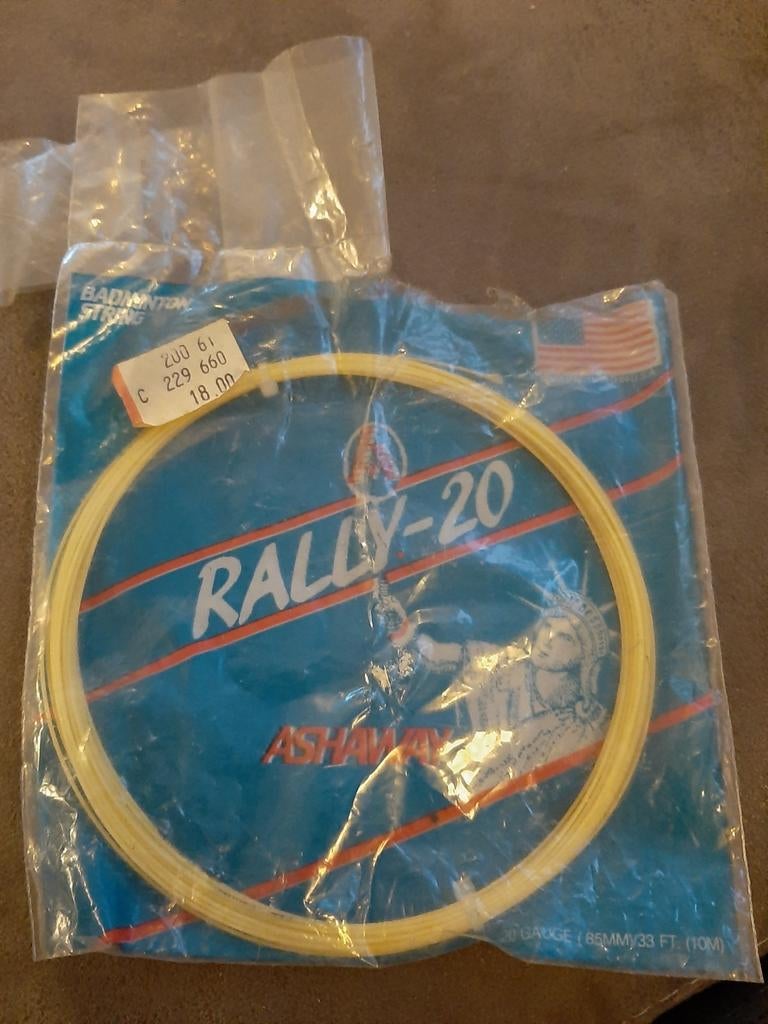 BADMINTON
STRING
200 61
C 229 660
18.00
A
RALLY-20
ASHAWAY
20 GAUGE (.85MM)/33 FT. (10M)